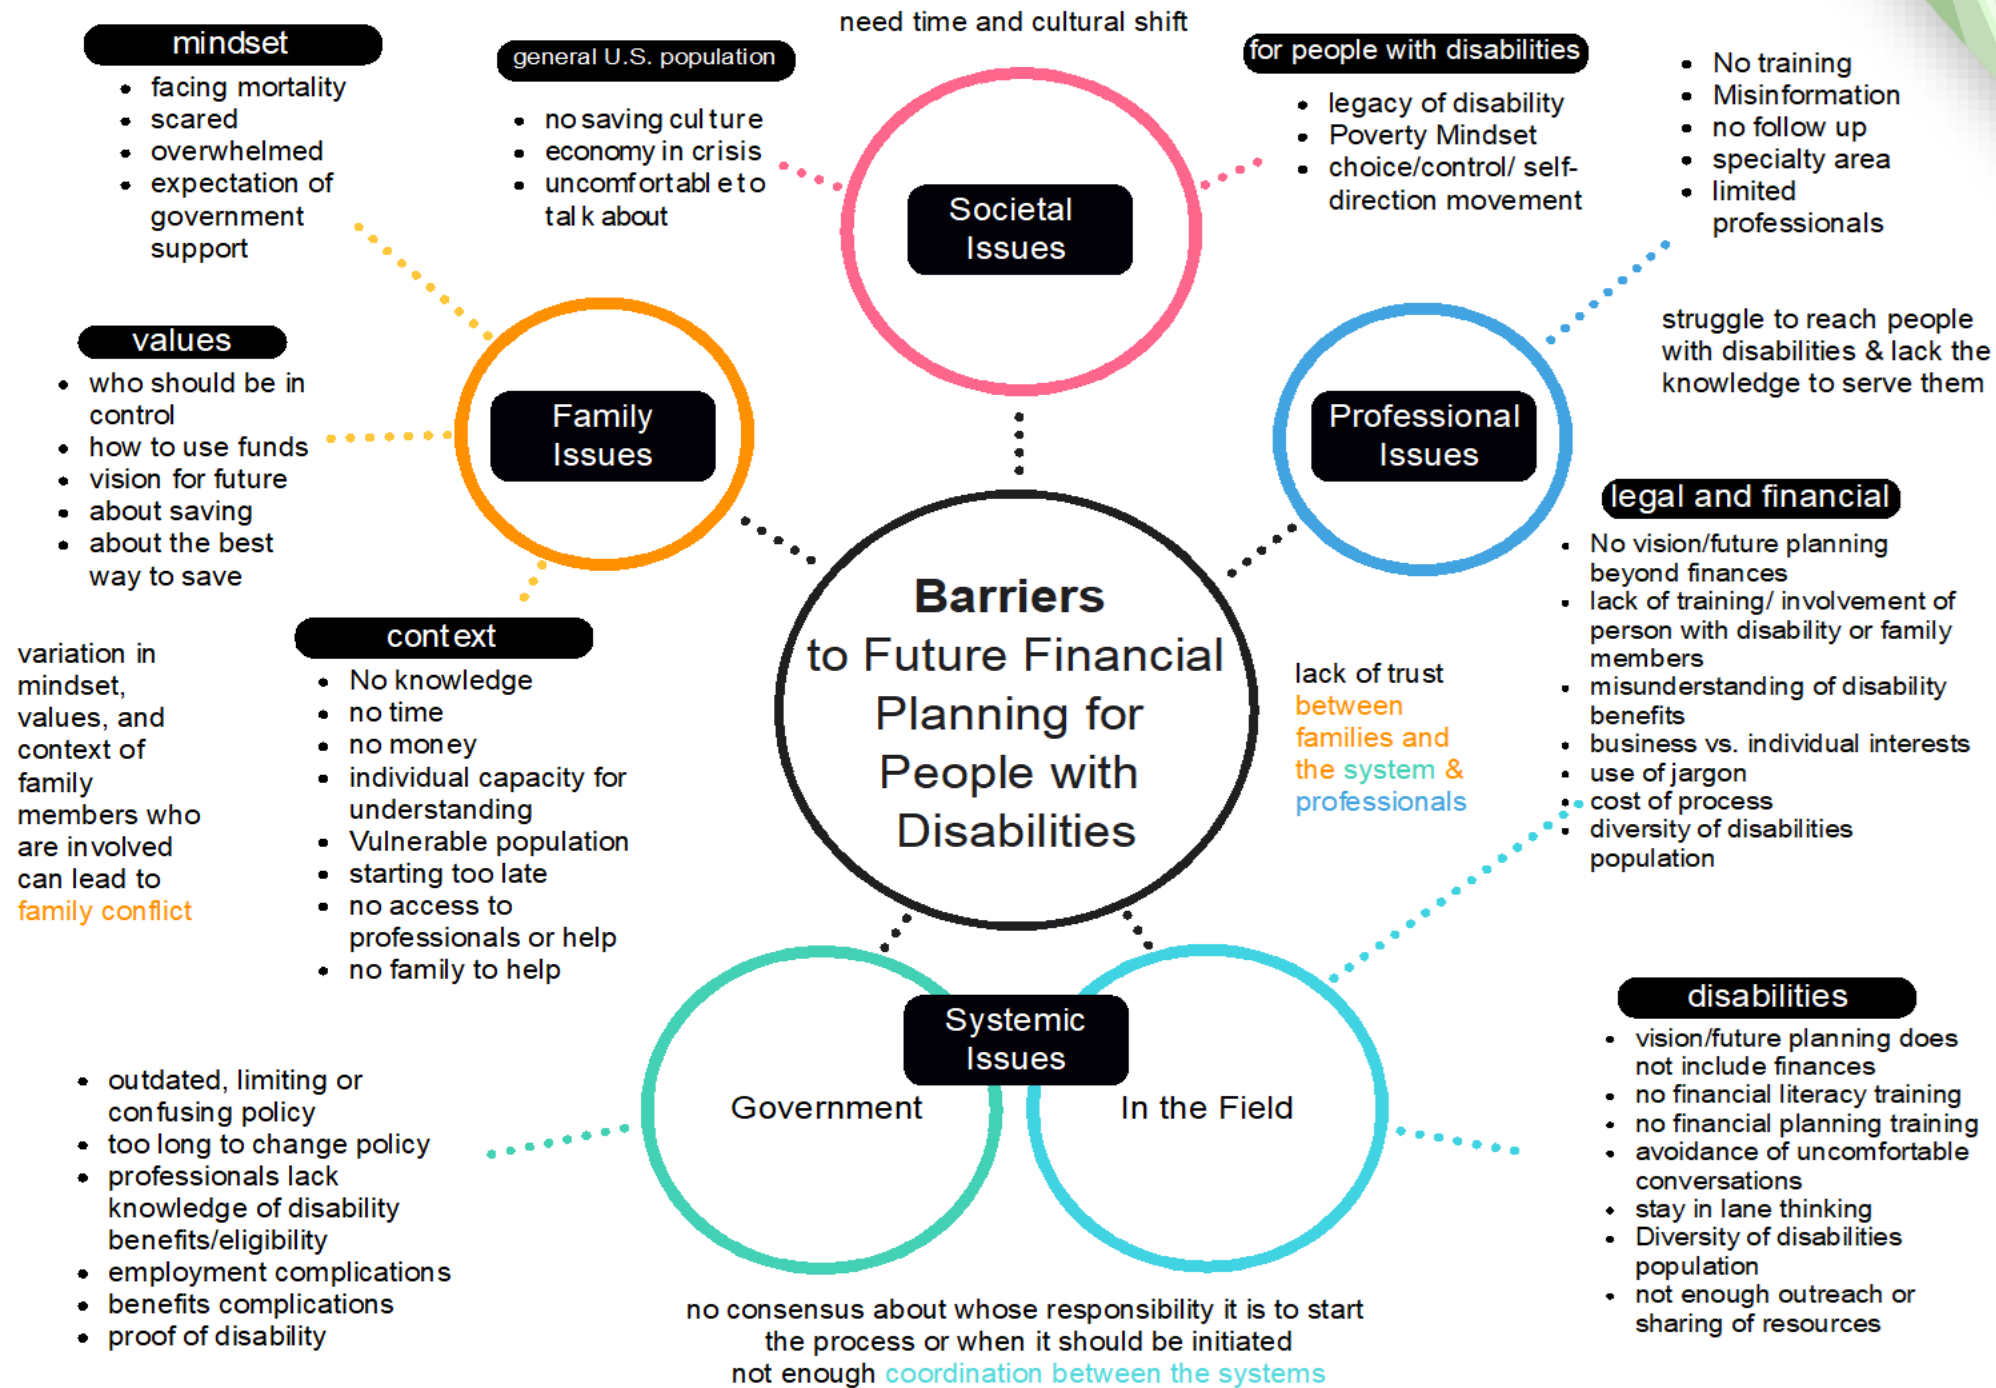 need time and cultural shift
mindset
• facing mortality
• scared
• overwhelmed
• expectation of
government
support
general U.S. population
• no saving culture
• economy in crisis
• uncomfortable to
talk about
Societal
Issues
for people with disabilities
• legacy of disability
• Poverty Mindset
• choice/control/ self-
direction movement
• No training
• Misinformation
• no follow up
• specialty area
• limited
professionals
values
• who should be in
control
• how to use funds
• vision for future
• about saving
• about the best
way to save
Family
Issues
Professional
Issues
struggle to reach people
with disabilities & lack the
knowledge to serve them
variation in
mindset,
values, and
context of
family
members who
are involved
can lead to
family conflict
context
• No knowledge
• no time
• no money
• individual capacity for
understanding
• Vulnerable population
• starting too late
• no access to
professionals or help
• no family to help
Barriers
to Future Financial
Planning for
People with
Disabilities
lack of trust
between
families and
the system &
professionals
legal and financial
• No vision/future planning
beyond finances
• lack of training/ involvement of
person with disability or family
members
• misunderstanding of disability
benefits
• business vs. individual interests
• use of jargon
• cost of process
• diversity of disabilities
population
• outdated, limiting or
confusing policy
• too long to change policy
• professionals lack
knowledge of disability
benefits/eligibility
• employment complications
• benefits complications
• proof of disability
Systemic
Issues
Government
In the Field
disabilities
• vision/future planning does
not include finances
• no financial literacy training
• no financial planning training
• avoidance of uncomfortable
conversations
• stay in lane thinking
• Diversity of disabilities
population
• not enough outreach or
sharing of resources
no consensus about whose responsibility it is to start
the process or when it should be initiated
not enough coordination between the systems